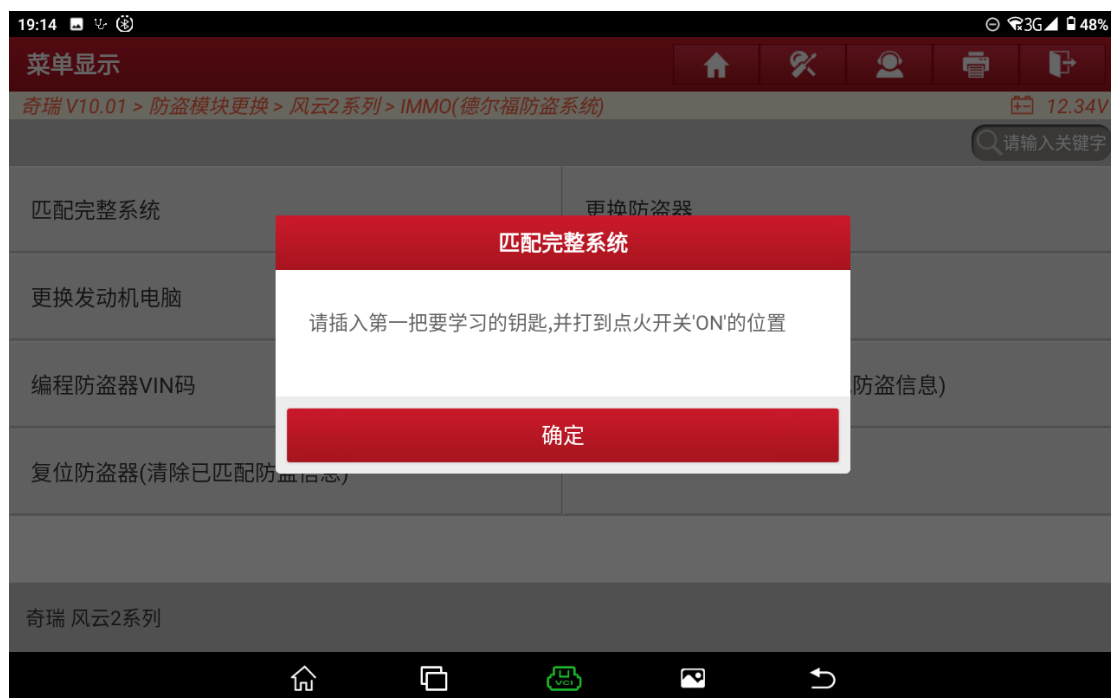 19:14
3G 48%
菜单显示
奇瑞 V10.01 > 防盗模块更换 > 风云2系列 > IMMO(德尔福防盗系统)
12.34V
请输入关键字
匹配完整系统
更换防盗器
匹配完整系统
更换发动机电脑
请插入第一把要学习的钥匙,并打到点火开关'ON'的位置
编程防盗器VIN码
防盗信息)
确定
复位防盗器(清除已匹配防盗信息)
奇瑞 风云2系列
VCI